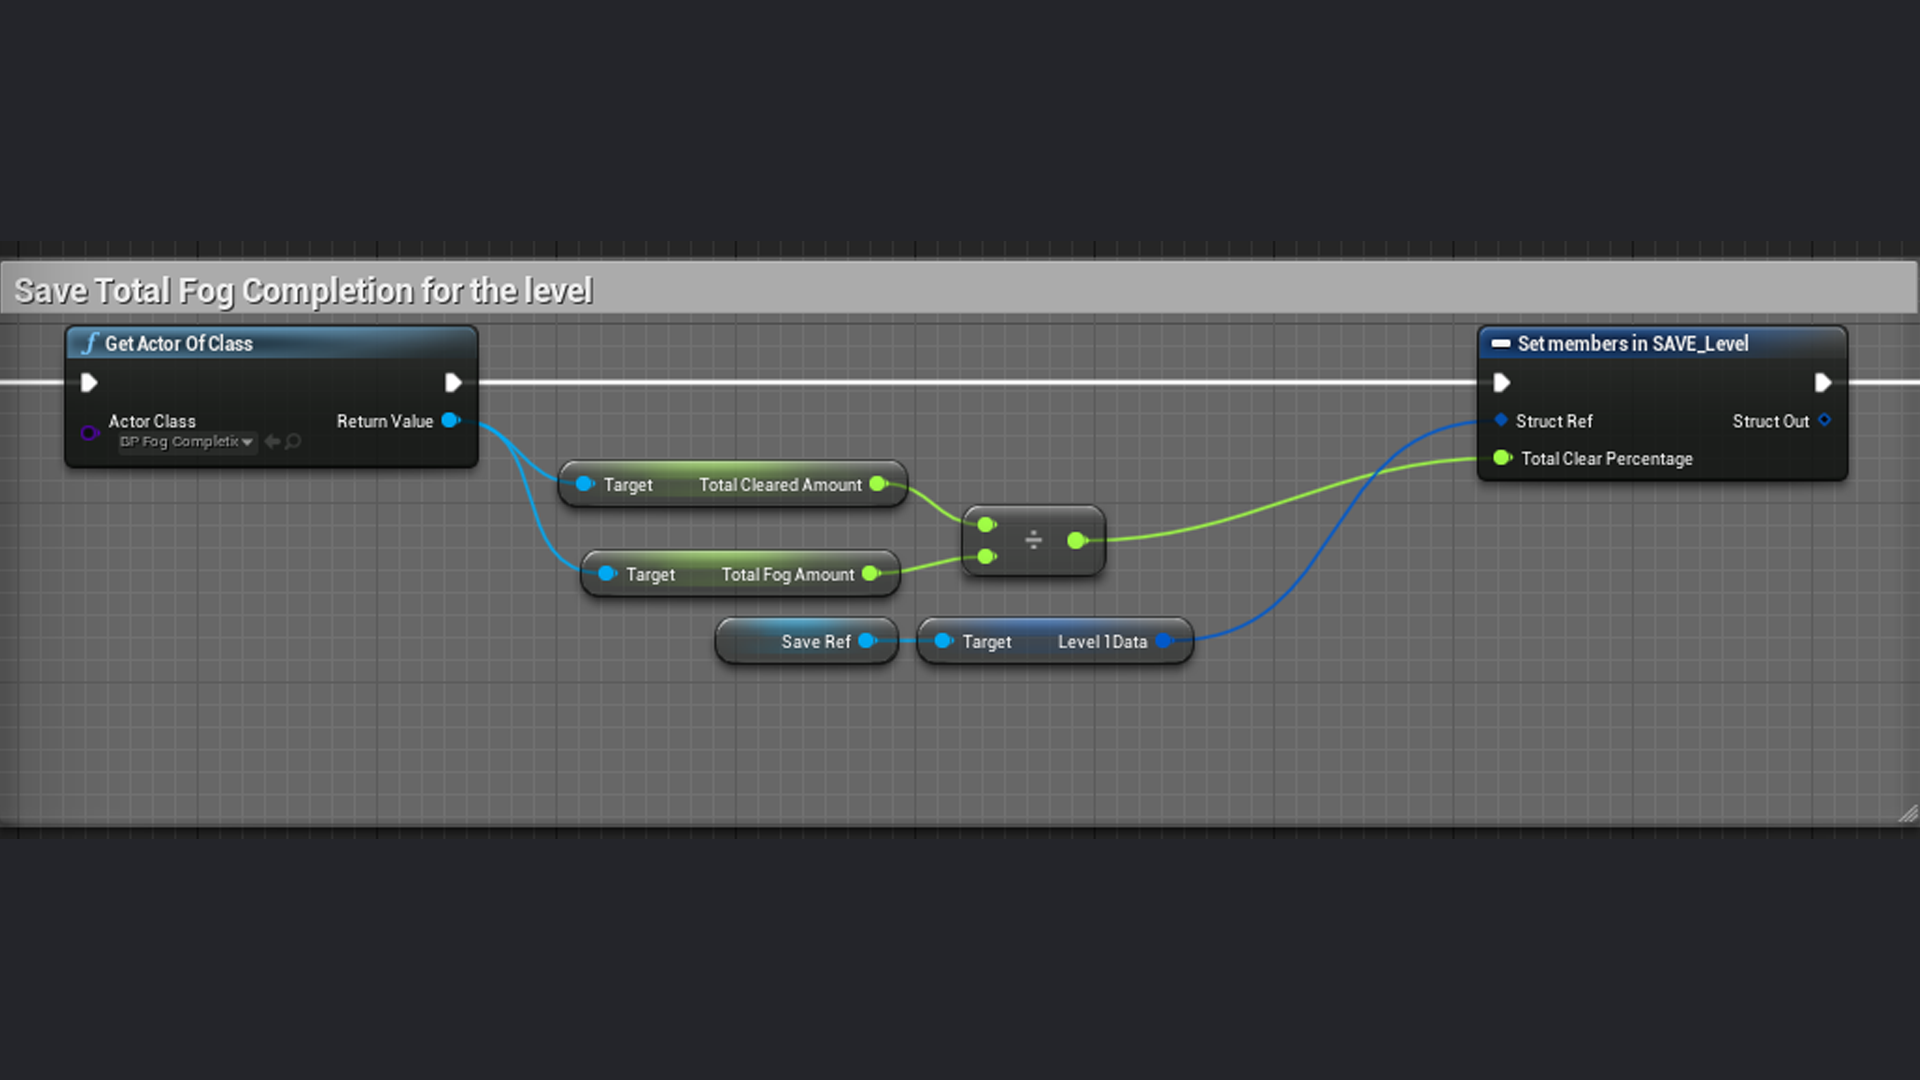 Save Total Fog Completion for the level
f Get Actor Of Class
Set members in SAVE_Level
Actor Class
Return Value
BP Fog Completic
Struct Ref
Struct Out
Total Clear Percentage
Target Total Cleared Amount
÷
Target Total Fog Amount
Save Ref
Target Level 1Data